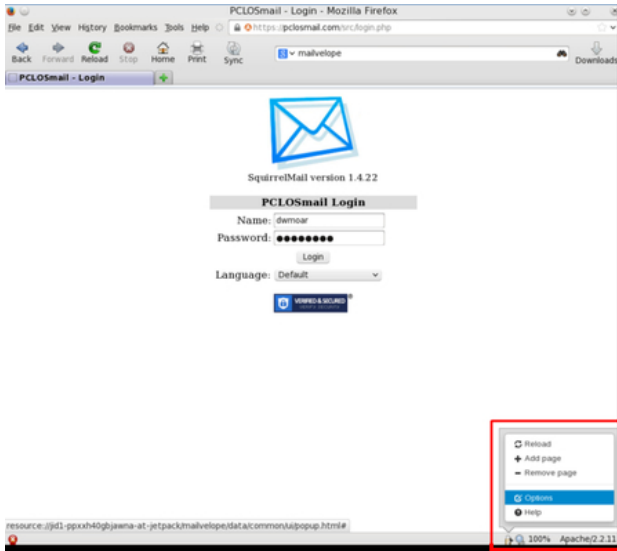 PCLOSmail - Login - Mozilla Firefox
File Edit View History Bookmarks Tools Help https://pclosmail.com/src/login.php
Back Forward Reload Stop Home Print Sync mailvelope Downloads
PCLOSmail - Login
SquirrelMail version 1.4.22
PCLOSmail Login
Name: dwmoar
Password:
Login
Language: Default
VERIFIED & SECURED
Reload
Add page
Remove page
Options
Help
resource://jid1-ppxxh40gbjawna-at-jetpack/mailvelope/data/common/ui/popup.html#
100% Apache/2.2.11